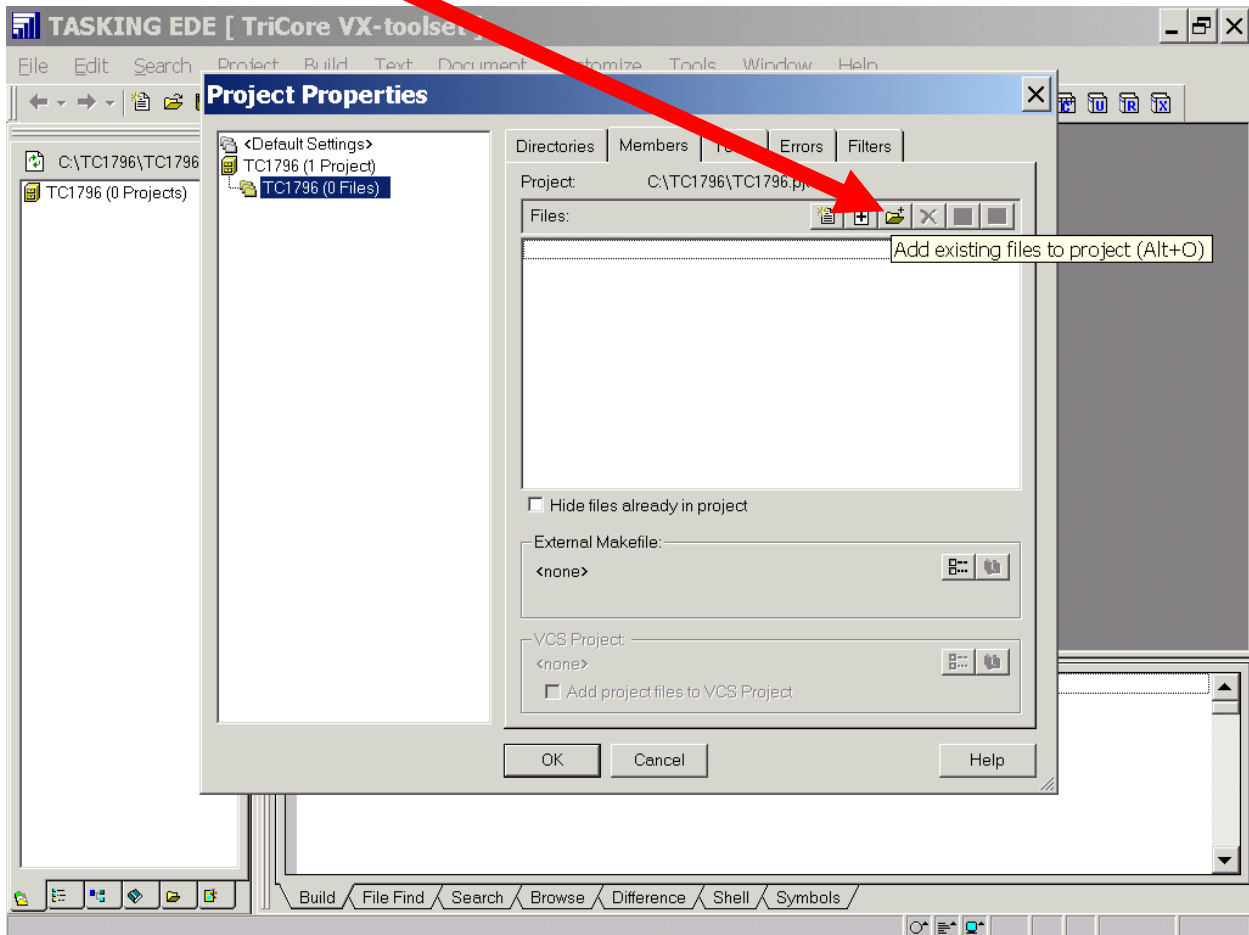 TASKING EDE [ TriCore VX-toolset ]
File Edit Search Project Build Text Document Customize Tools Window Help
Project Properties
C:\TC1796\TC1796
TC1796 (0 Projects)
<Default Settings>
TC1796 (1 Project)
TC1796 (0 Files)
Directories Members Errors Filters
Project: C:\TC1796\TC1796.pj
Files:
Add existing files to project (Alt+O)
Hide files already in project
External Makefile:
<none>
VCS Project:
<none>
Add project files to VCS Project
OK Cancel Help
Build File Find Search Browse Difference Shell Symbols